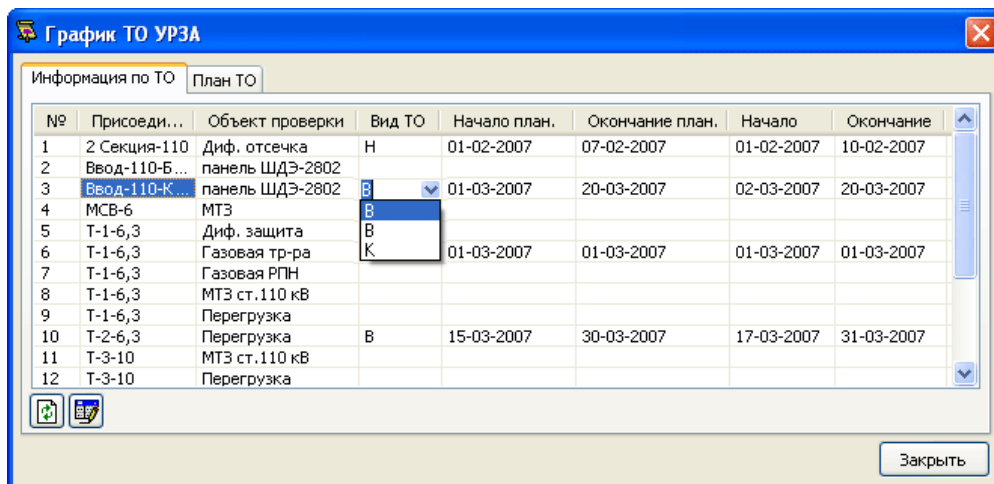 График ТО УРЗА
Информация по ТО План ТО
№ Присоеди... Объект проверки Вид ТО Начало план. Окончание план. Начало Окончание
1 2 Секция-110 Диф. отсечка Н 01-02-2007 07-02-2007 01-02-2007 10-02-2007
2 Ввод-110-Б... панель ШДЭ-2802
3 Ввод-110-К... панель ШДЭ-2802 В 01-03-2007 20-03-2007 02-03-2007 20-03-2007
4 МСВ-6 МТЗ В
5 Т-1-6,3 Диф. защита В
6 Т-1-6,3 Газовая тр-ра К 01-03-2007 01-03-2007 01-03-2007 01-03-2007
7 Т-1-6,3 Газовая РПН
8 Т-1-6,3 МТЗ ст.110 кВ
9 Т-1-6,3 Перегрузка
10 Т-2-6,3 Перегрузка В 15-03-2007 30-03-2007 17-03-2007 31-03-2007
11 Т-3-10 МТЗ ст.110 кВ
12 Т-3-10 Перегрузка
Закрыть